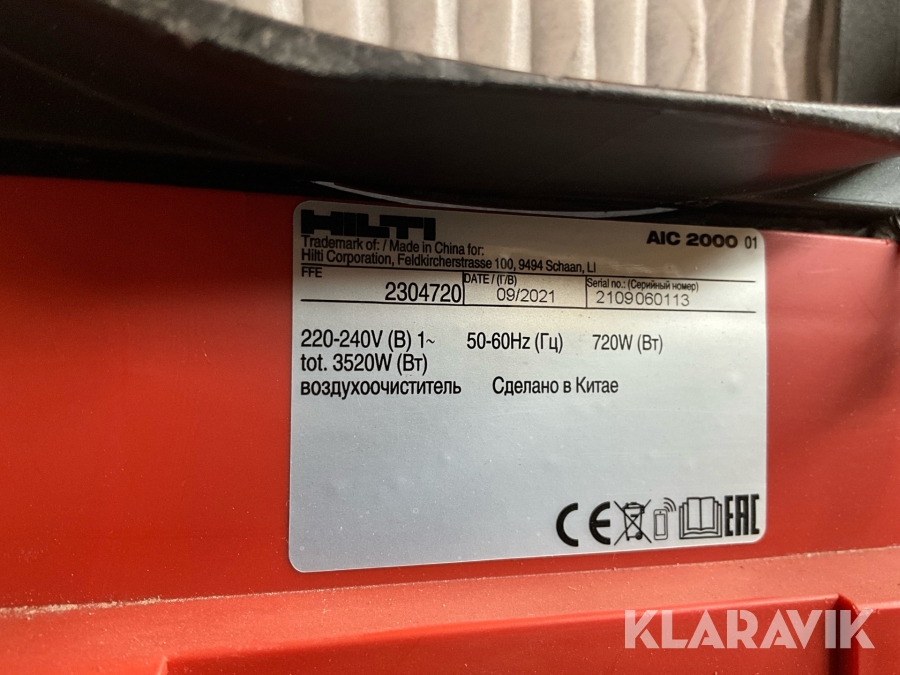 HILTI
AIC 2000 01
Trademark of: / Made in China for:
Hilti Corporation, Feldkircherstrasse 100, 9494 Schaan, LI
FFE
2304720
DATE / (Г/В)
09/2021
Serial no.: (Серийный номер)
2109060113
220-240V (В) 1~ 50-60Hz (Гц) 720W (Вт)
tot. 3520W (Вт)
воздухоочиститель Сделано в Китае
CE EAC
KLARAVIK